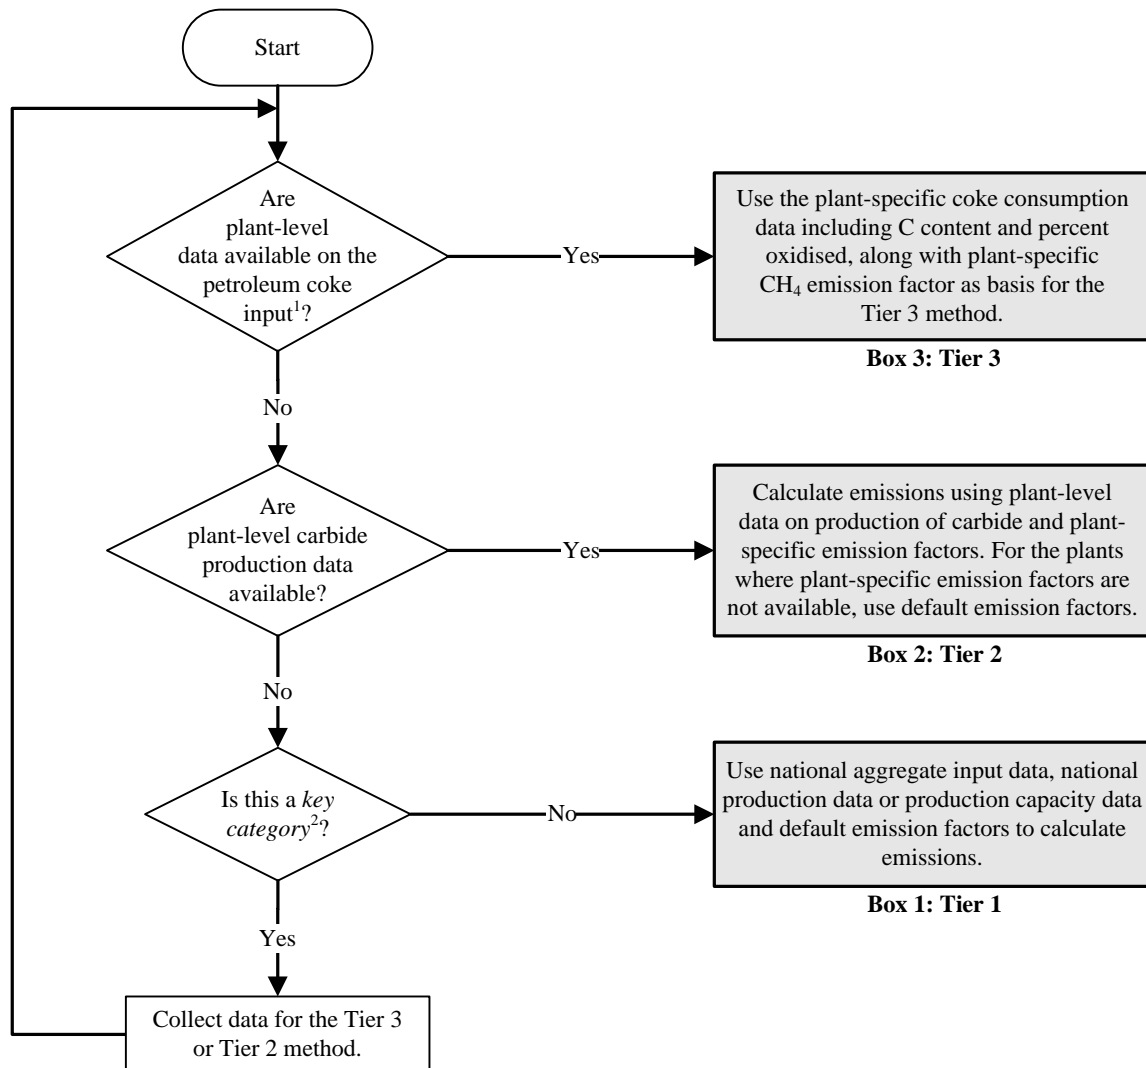 Start
Are
plant-level
data available on the
petroleum coke
input¹?
Yes
Use the plant-specific coke consumption
data including C content and percent
oxidised, along with plant-specific
CH₄ emission factor as basis for the
Tier 3 method.
Box 3: Tier 3
No
Are
plant-level carbide
production data
available?
Yes
Calculate emissions using plant-level
data on production of carbide and plant-
specific emission factors. For the plants
where plant-specific emission factors are
not available, use default emission factors.
Box 2: Tier 2
No
Is this a key
category²?
No
Use national aggregate input data, national
production data or production capacity data
and default emission factors to calculate
emissions.
Box 1: Tier 1
Yes
Collect data for the Tier 3
or Tier 2 method.